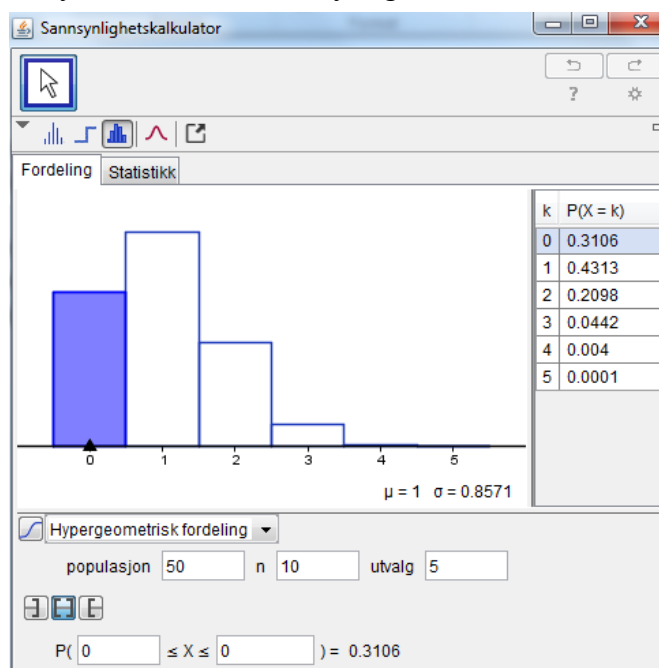 Sannsynlighetskalkulator
?
Fordeling Statistikk
k P(X = k)
0 0.3106
1 0.4313
2 0.2098
3 0.0442
4 0.004
5 0.0001
0 1 2 3 4 5
μ = 1 σ = 0.8571
Hypergeometrisk fordeling
populasjon 50 n 10 utvalg 5
P( 0 ≤ X ≤ 0 ) = 0.3106